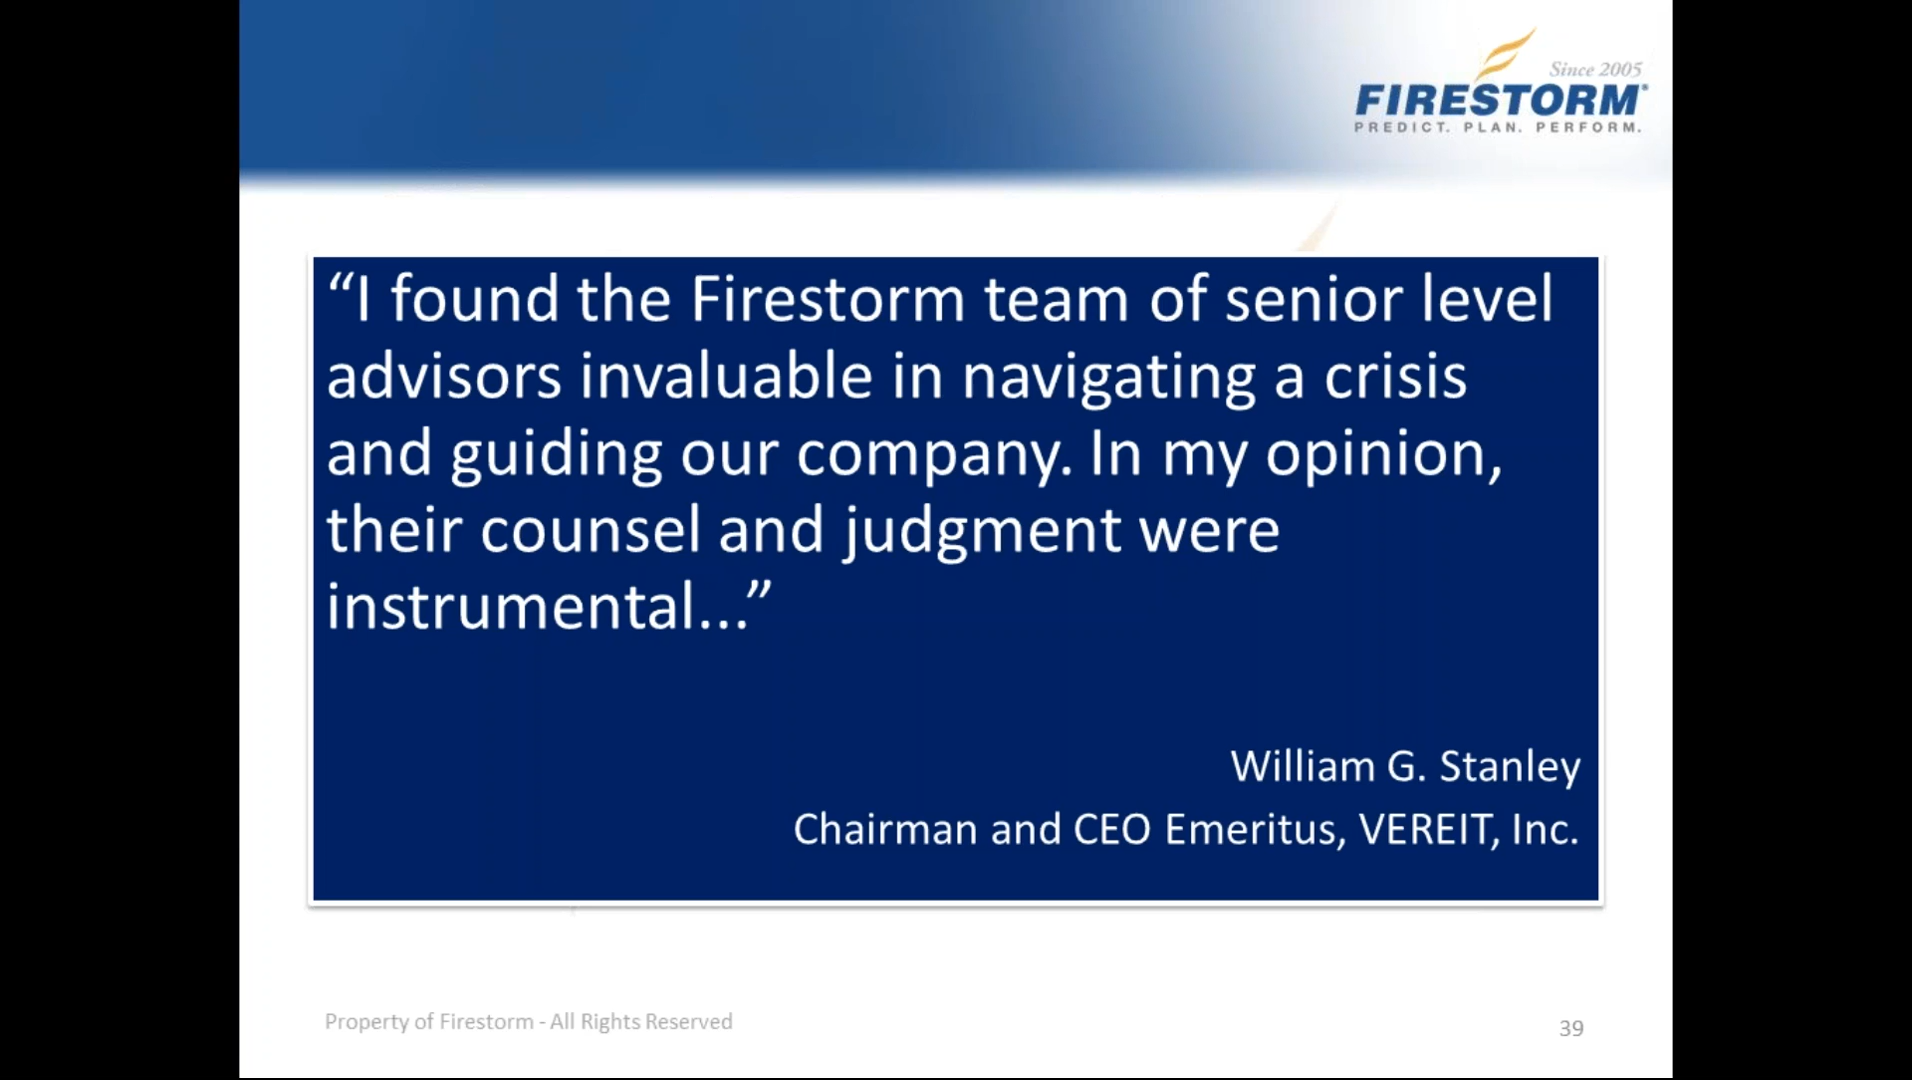 Since 2005
FIRESTORM®
PREDICT. PLAN. PERFORM.
“I found the Firestorm team of senior level
advisors invaluable in navigating a crisis
and guiding our company. In my opinion,
their counsel and judgment were
instrumental...”
William G. Stanley
Chairman and CEO Emeritus, VEREIT, Inc.
Property of Firestorm - All Rights Reserved
39